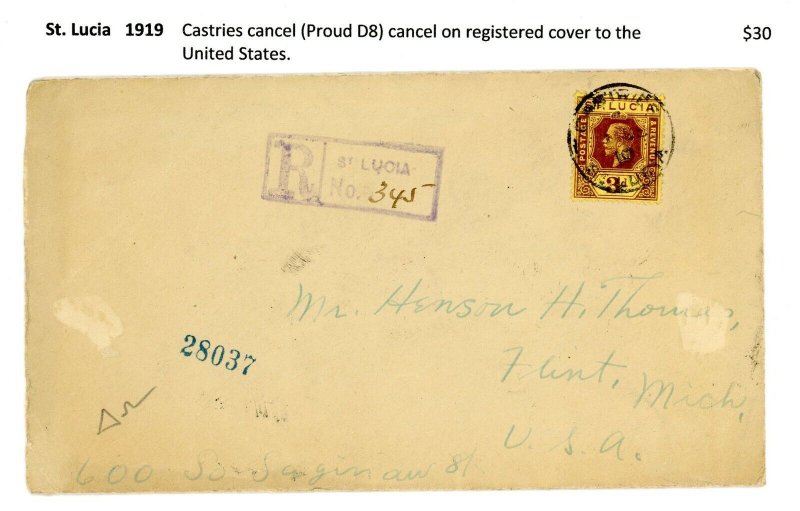 St. Lucia 1919 Castries cancel (Proud D8) cancel on registered cover to the $30
United States.
ST. LUCIA
POSTAGE & REVENUE
3d
R ST LUCIA
No. 345
Mr. Henson H. Thomas,
28037
Flint, Mich,
U. S. A.
600 So Saginaw St